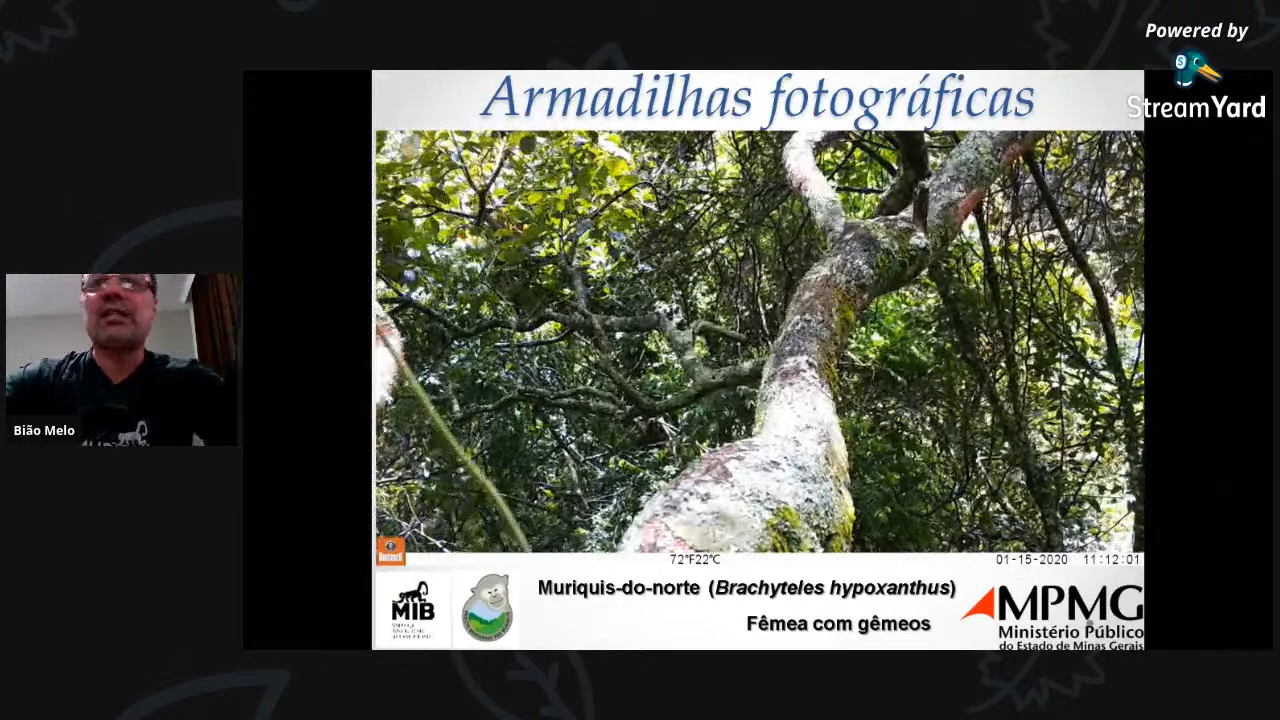 Powered by
StreamYard
Armadilhas fotográficas
Bião Melo
Bushnell
72°F22°C
01-15-2020 11:12:01
MIB
Muriquis-do-norte (Brachyteles hypoxanthus)
Fêmea com gêmeos
MPMG
Ministério Público
do Estado de Minas Gerais